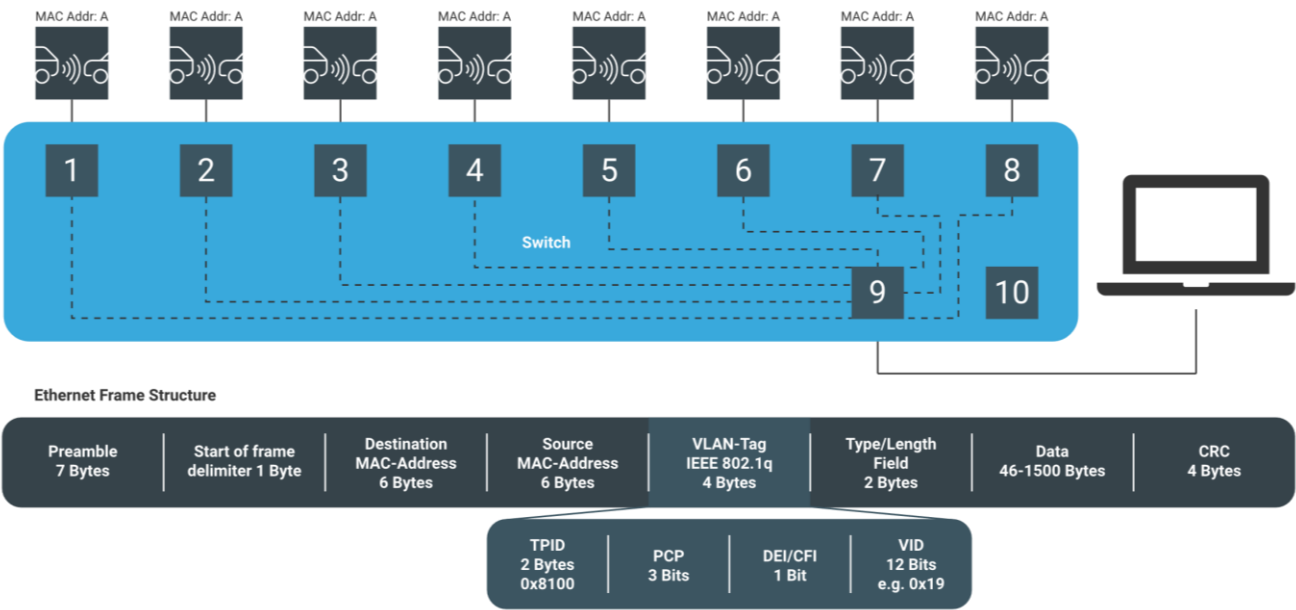 MAC Addr: A
MAC Addr: A
MAC Addr: A
MAC Addr: A
MAC Addr: A
MAC Addr: A
MAC Addr: A
MAC Addr: A
1
2
3
4
5
6
7
8
Switch
9
10
Ethernet Frame Structure
Preamble
7 Bytes
Start of frame
delimiter 1 Byte
Destination
MAC-Address
6 Bytes
Source
MAC-Address
6 Bytes
VLAN-Tag
IEEE 802.1q
4 Bytes
Type/Length
Field
2 Bytes
Data
46-1500 Bytes
CRC
4 Bytes
TPID
2 Bytes
0x8100
PCP
3 Bits
DEI/CFI
1 Bit
VID
12 Bits
e.g. 0x19